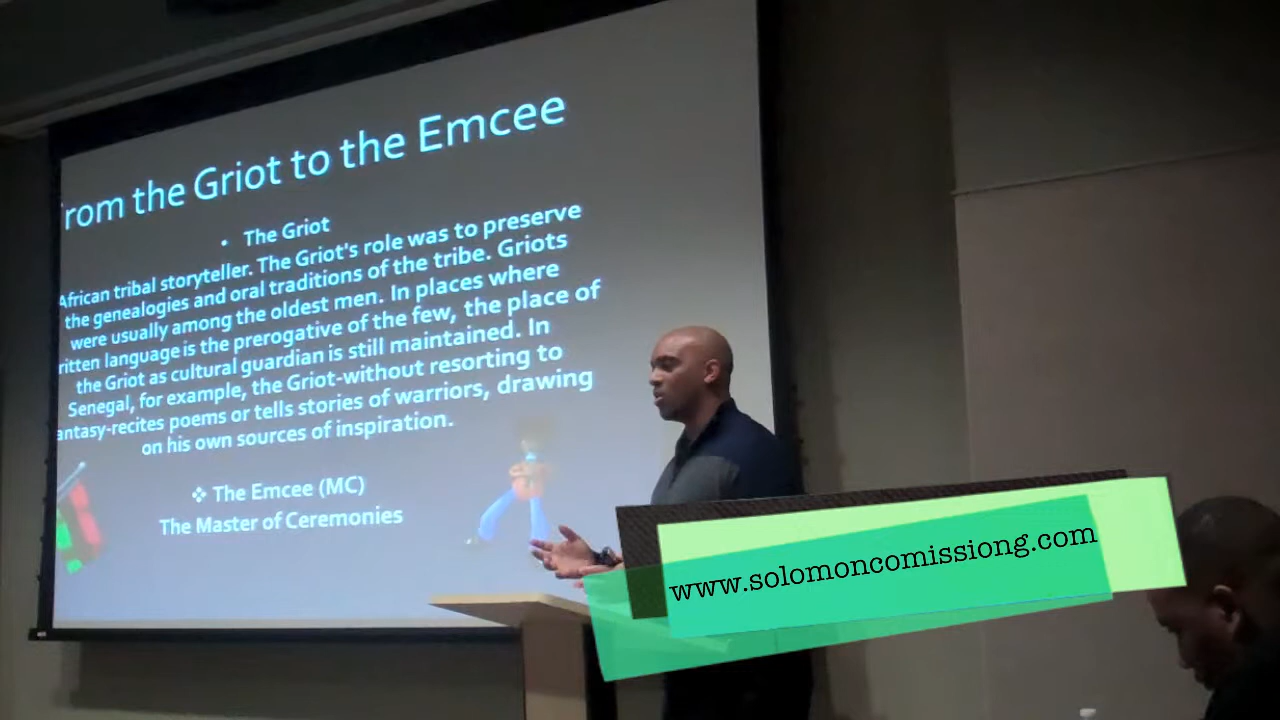 rom the Griot to the Emcee
• The Griot
African tribal storyteller. The Griot's role was to preserve
the genealogies and oral traditions of the tribe. Griots
were usually among the oldest men. In places where
ritten language is the prerogative of the few, the place of
the Griot as cultural guardian is still maintained. In
Senegal, for example, the Griot-without resorting to
antasy-recites poems or tells stories of warriors, drawing
on his own sources of inspiration.
❖ The Emcee (MC)
The Master of Ceremonies
www.solomoncomissiong.com